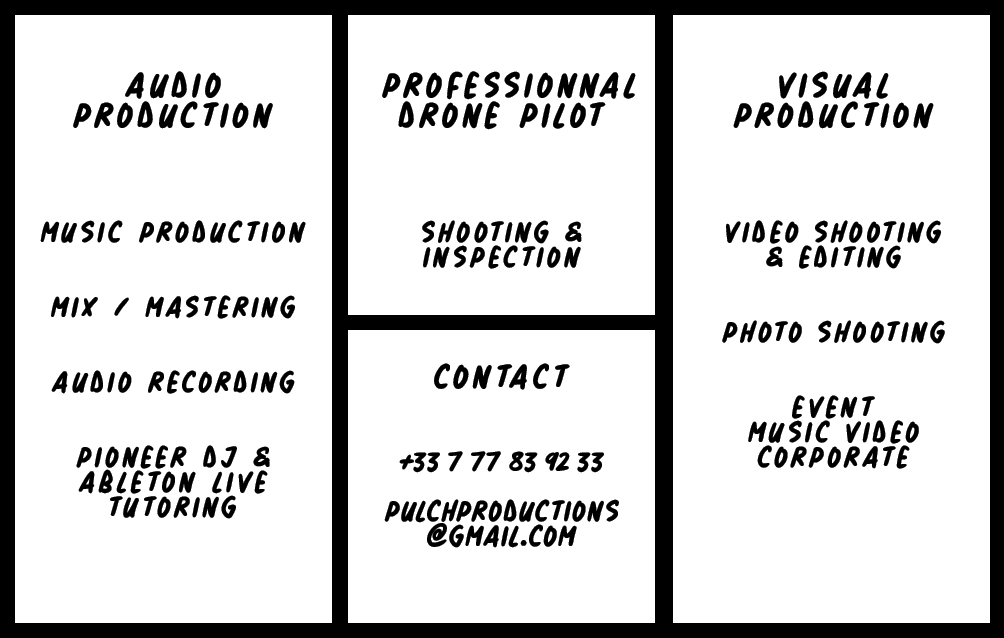 AUDIO
PRODUCTION
MUSIC PRODUCTION
MIX / MASTERING
AUDIO RECORDING
PIONEER DJ &
ABLETON LIVE
TUTORING
PROFESSIONNAL
DRONE PILOT
SHOOTING &
INSPECTION
CONTACT
+33 7 77 83 92 33
PULCHPRODUCTIONS
@GMAIL.COM
VISUAL
PRODUCTION
VIDEO SHOOTING
& EDITING
PHOTO SHOOTING
EVENT
MUSIC VIDEO
CORPORATE